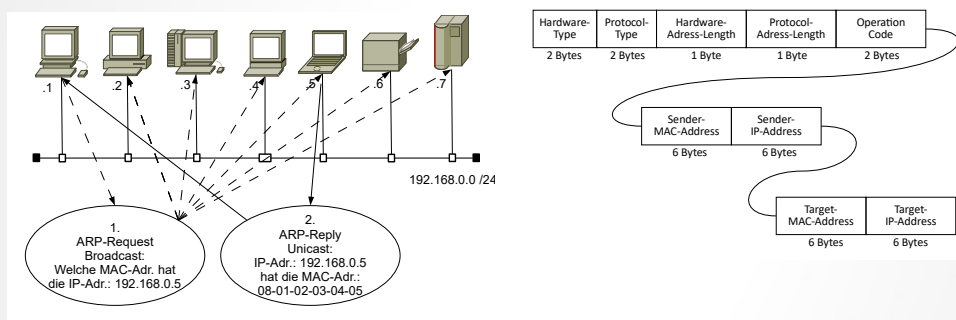 .1
.2
.3
.4
.5
.6
.7
192.168.0.0 /24
1.
ARP-Request
Broadcast:
Welche MAC-Adr. hat
die IP-Adr.: 192.168.0.5
2.
ARP-Reply
Unicast:
IP-Adr.: 192.168.0.5
hat die MAC-Adr.:
08-01-02-03-04-05
Hardware- Protocol- Hardware- Protocol- Operation
Type Type Adress-Length Adress-Length Code
2 Bytes 2 Bytes 1 Byte 1 Byte 2 Bytes
Sender- Sender-
MAC-Address IP-Address
6 Bytes 6 Bytes
Target- Target-
MAC-Address IP-Address
6 Bytes 6 Bytes